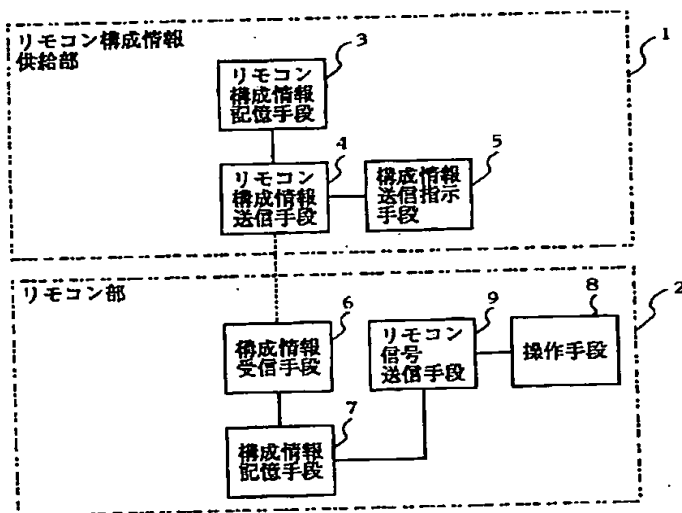 リモコン構成情報
供給部
1
3
リモコン
構成情報
記憶手段
4
リモコン
構成情報
送信手段
5
構成情報
送信指示
手段
リモコン部
2
6
構成情報
受信手段
9
リモコン
信号
送信手段
8
操作手段
7
構成情報
記憶手段